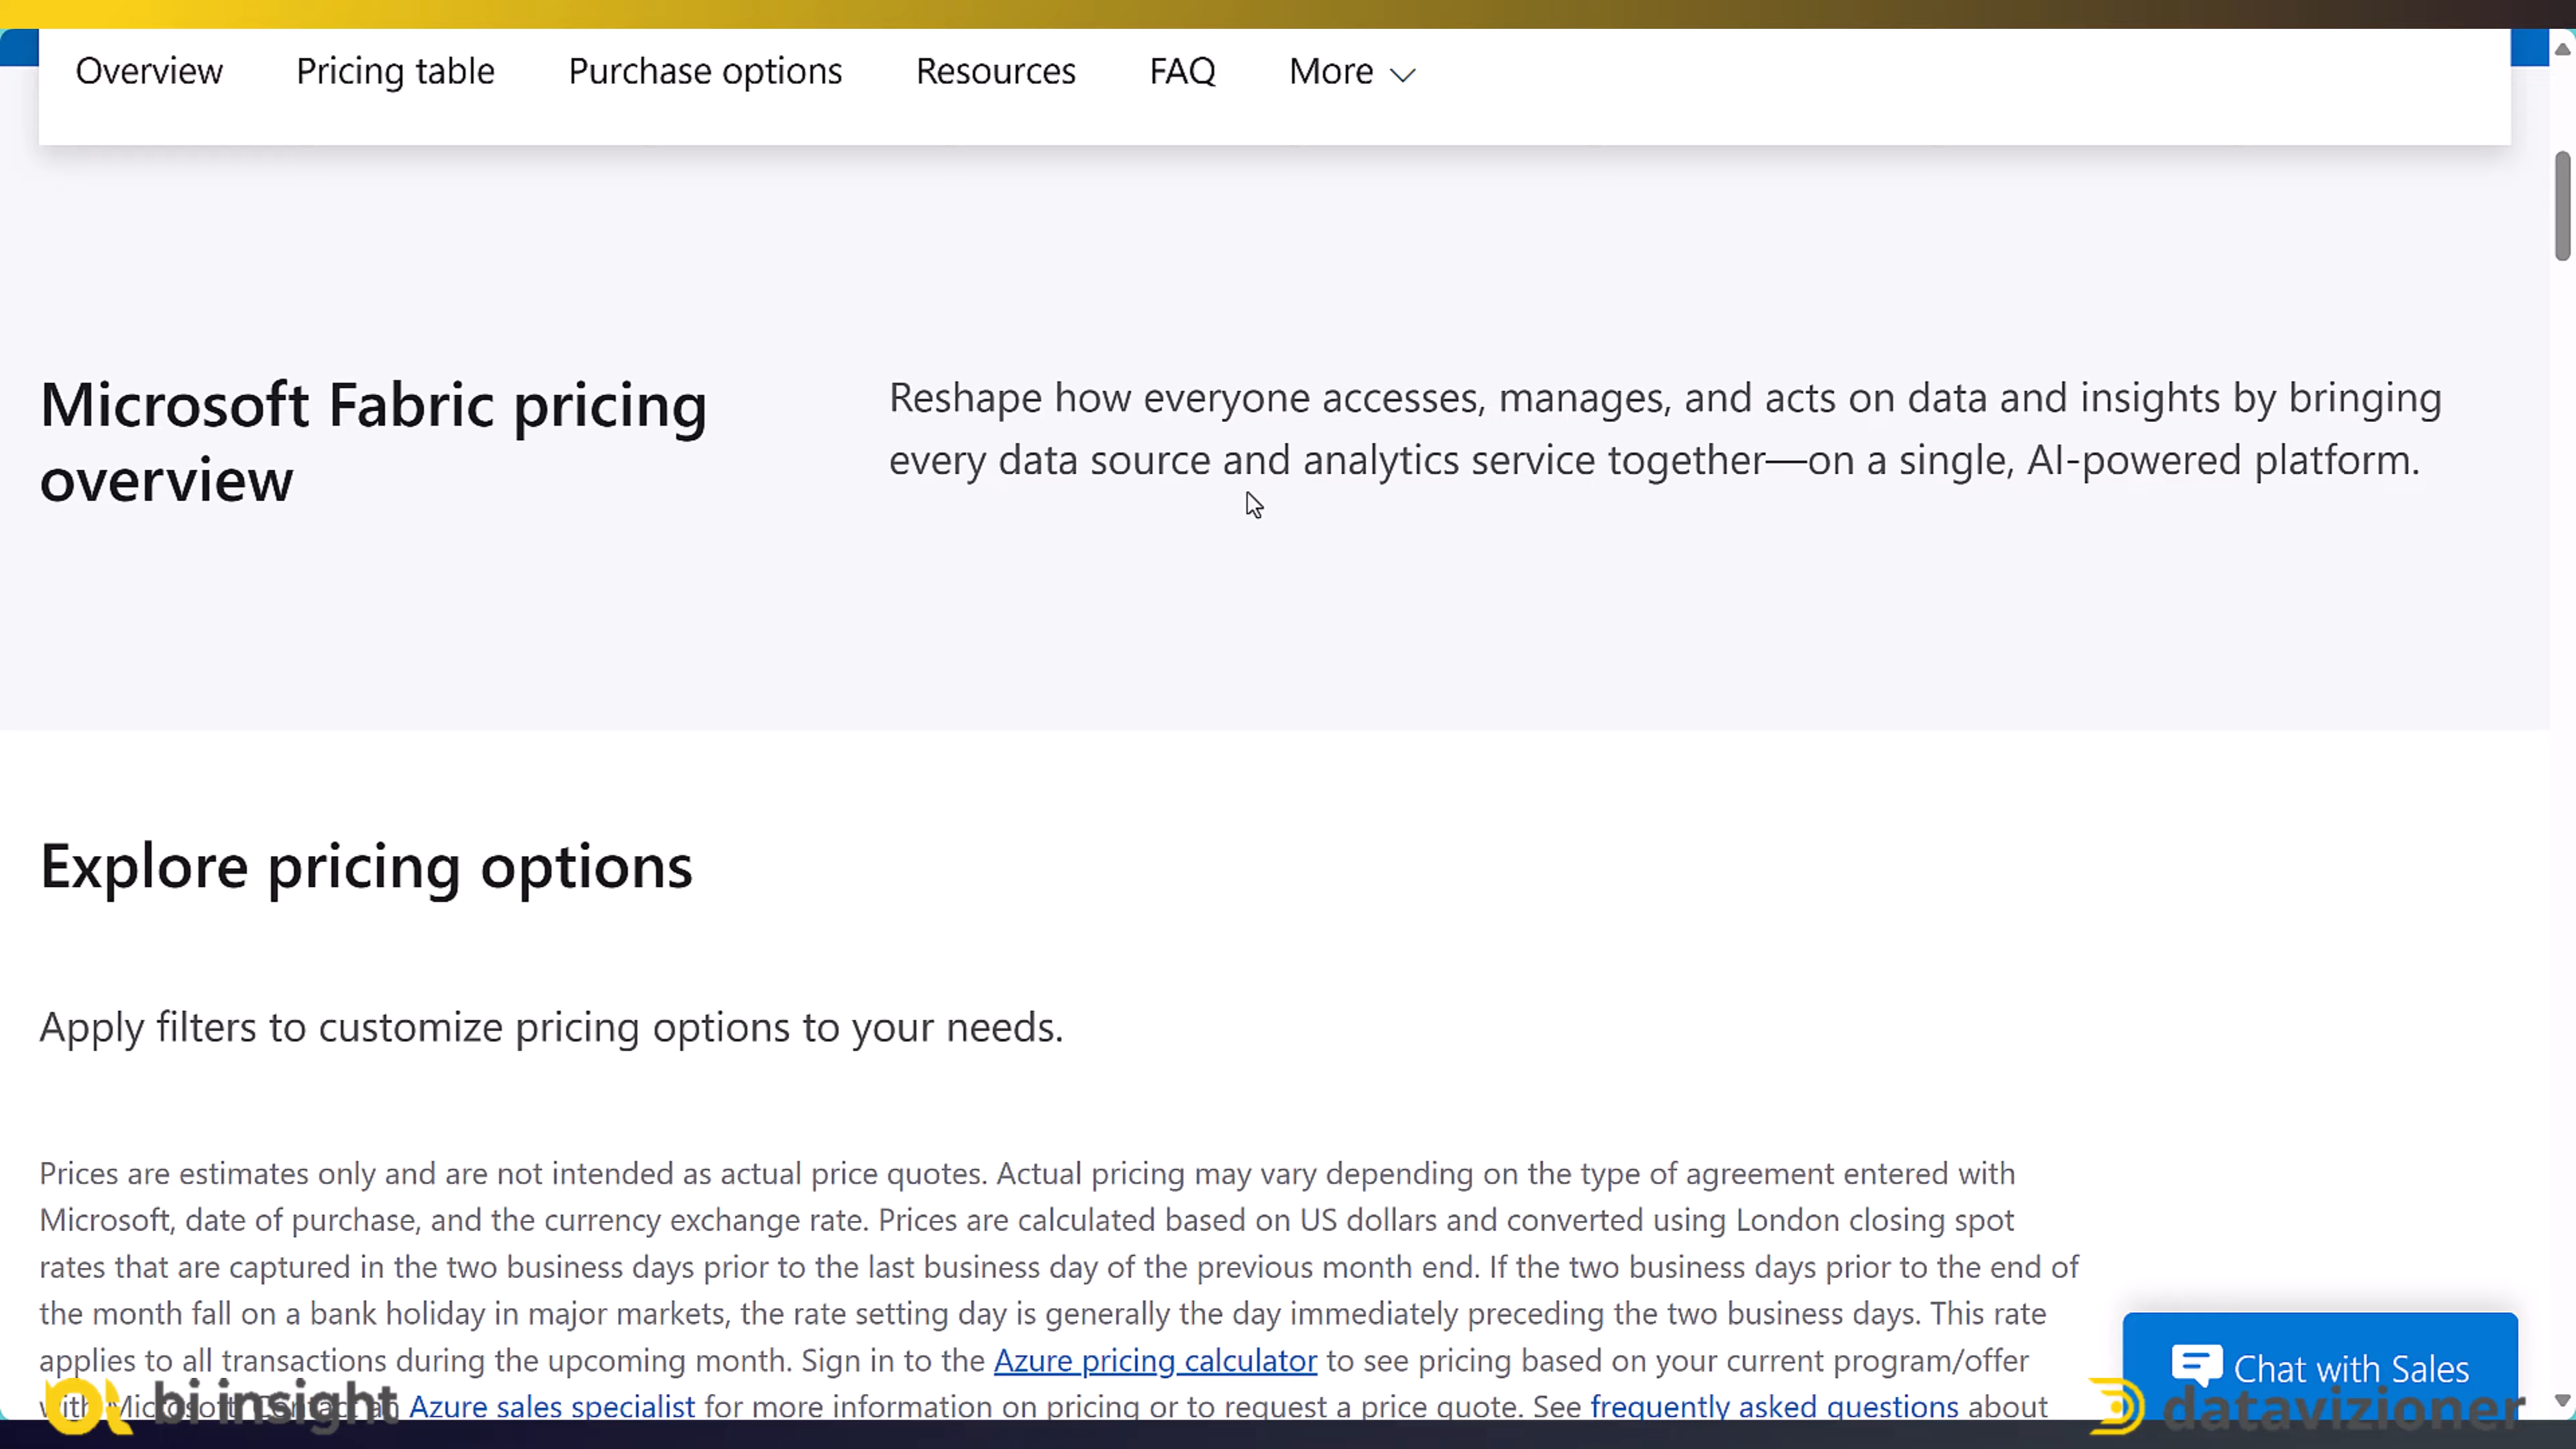 Overview Pricing table Purchase options Resources FAQ More
Microsoft Fabric pricing
overview
Reshape how everyone accesses, manages, and acts on data and insights by bringing
every data source and analytics service together—on a single, AI-powered platform.
Explore pricing options
Apply filters to customize pricing options to your needs.
Prices are estimates only and are not intended as actual price quotes. Actual pricing may vary depending on the type of agreement entered with
Microsoft, date of purchase, and the currency exchange rate. Prices are calculated based on US dollars and converted using London closing spot
rates that are captured in the two business days prior to the last business day of the previous month end. If the two business days prior to the end of
the month fall on a bank holiday in major markets, the rate setting day is generally the day immediately preceding the two business days. This rate
applies to all transactions during the upcoming month. Sign in to the Azure pricing calculator to see pricing based on your current program/offer
with Microsoft. Contact an Azure sales specialist for more information on pricing or to request a price quote. See frequently asked questions about
Chat with Sales
bi insight
datavizioner